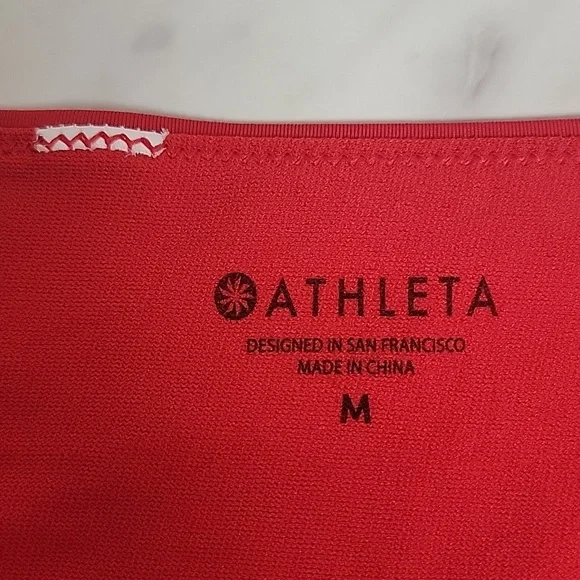 ATHLETA
DESIGNED IN SAN FRANCISCO
MADE IN CHINA
M